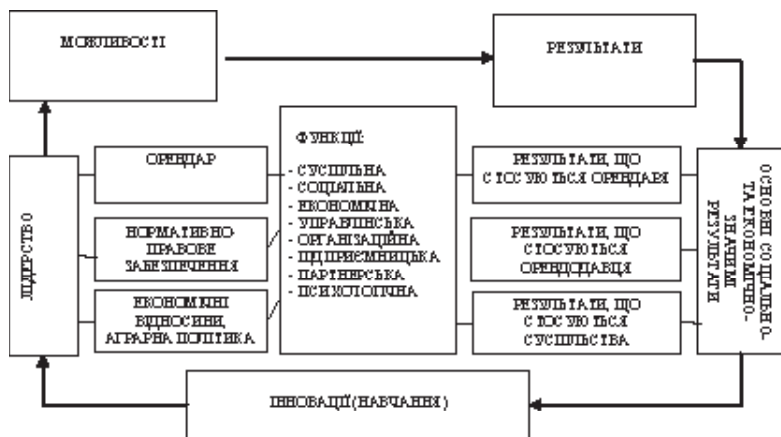 МОЖЛИВОСТІ
РЕЗУЛЬТАТИ
ЛІДЕРСТВО
ОРЕНДАР
НОРМАТИВНО-
ПРАВОВЕ
ЗАБЕЗПЕЧЕННЯ
ЕКОНОМІЧНІ
ВІДНОСИНИ,
АГРАРНА ПОЛІТИКА
ФУНКЦІЇ:
- СУСПІЛЬНА
- СОЦІАЛЬНА
- ЕКОНОМІЧНА
- УПРАВЛІНСЬКА
- ОРГАНІЗАЦІЙНА
- ПІДПРИЄМНИЦЬКА
- ПАРТНЕРСЬКА
- ПСИХОЛОГІЧНА
РЕЗУЛЬТАТИ, ЩО
СТОСУЮТЬСЯ ОРЕНДАРЯ
РЕЗУЛЬТАТИ, ЩО
СТОСУЮТЬСЯ
ОРЕНДОДАВЦЯ
РЕЗУЛЬТАТИ, ЩО
СТОСУЮТЬСЯ
СУСПІЛЬСТВА
ОСНОВНІ СОЦІАЛЬНО-
ТА ЕКОНОМІЧНО-
ЗНАЧИМІ
РЕЗУЛЬТАТИ
ІННОВАЦІЇ (НАВЧАННЯ)